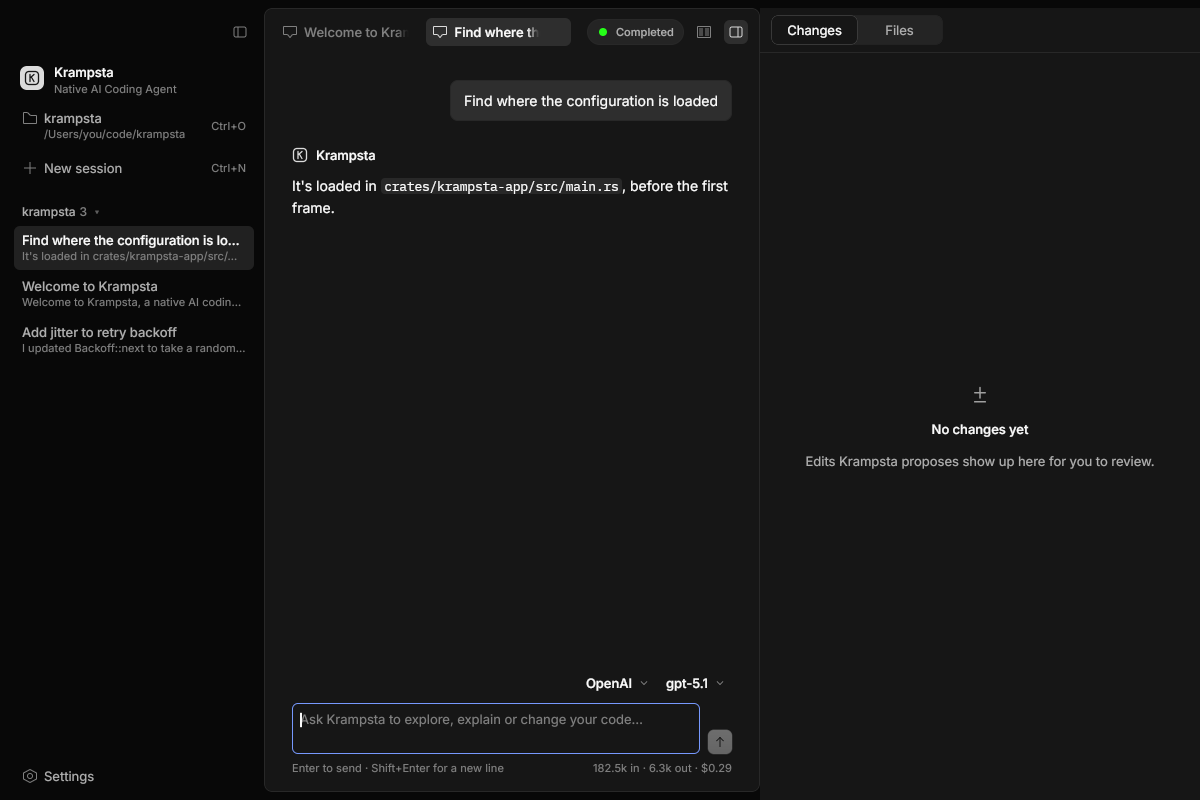 Krampsta
Native AI Coding Agent
krampsta
/Users/you/code/krampsta
Ctrl+O
New session
Ctrl+N
krampsta 3
Find where the configuration is lo...
It's loaded in crates/krampsta-app/src/...
Welcome to Krampsta
Welcome to Krampsta, a native AI codin...
Add jitter to retry backoff
I updated Backoff::next to take a random...
Settings
Welcome to Krar
Find where th
Completed
Find where the configuration is loaded
Krampsta
It's loaded in crates/krampsta-app/src/main.rs, before the first
frame.
OpenAI
gpt-5.1
Ask Krampsta to explore, explain or change your code...
Enter to send · Shift+Enter for a new line
182.5k in · 6.3k out · $0.29
Changes
Files
No changes yet
Edits Krampsta proposes show up here for you to review.